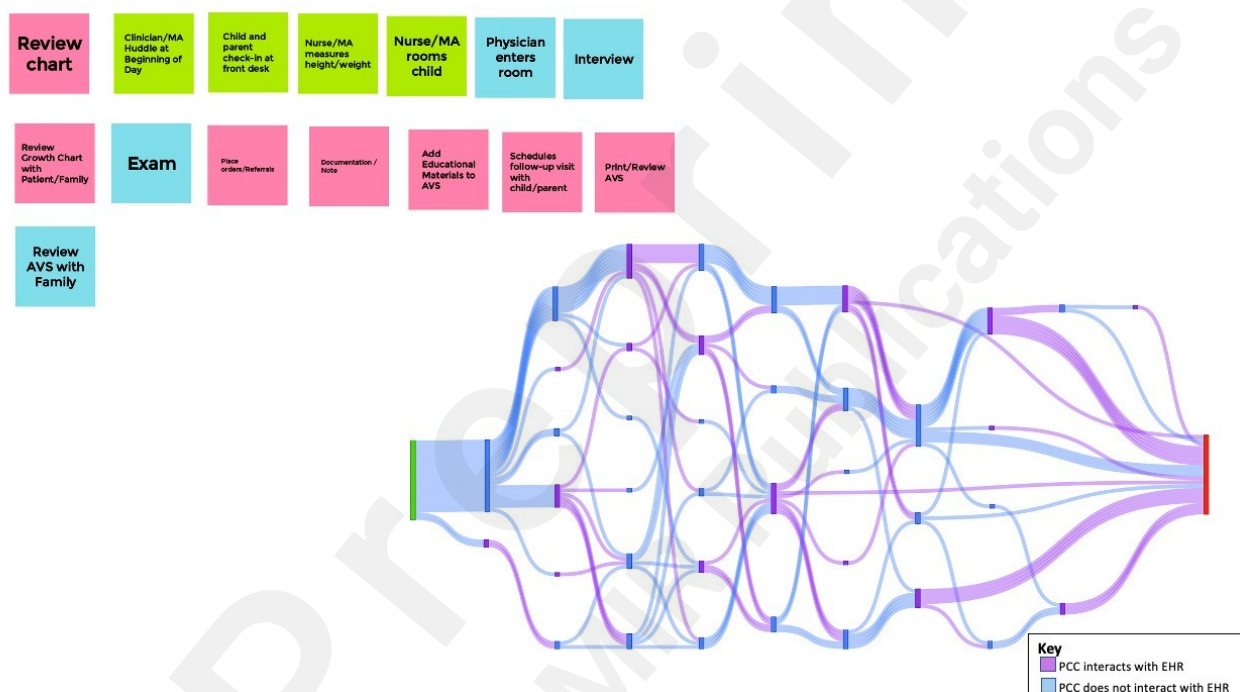 Review
chart
Clinician/MA
Huddle at
Beginning of
Day
Child and
parent
check-in at
front desk
Nurse/MA
measures
height/weight
Nurse/MA
rooms
child
Physician
enters
room
Interview
Review
Growth Chart
with
Patient/Family
Exam
Place
orders/Referrals
Documentation /
Note
Add
Educational
Materials to
AVS
Schedules
follow-up visit
with
child/parent
Print/Review
AVS
Review
AVS with
Family
Preprint
JMIR Publications
Key
PCC interacts with EHR
PCC does not interact with EHR